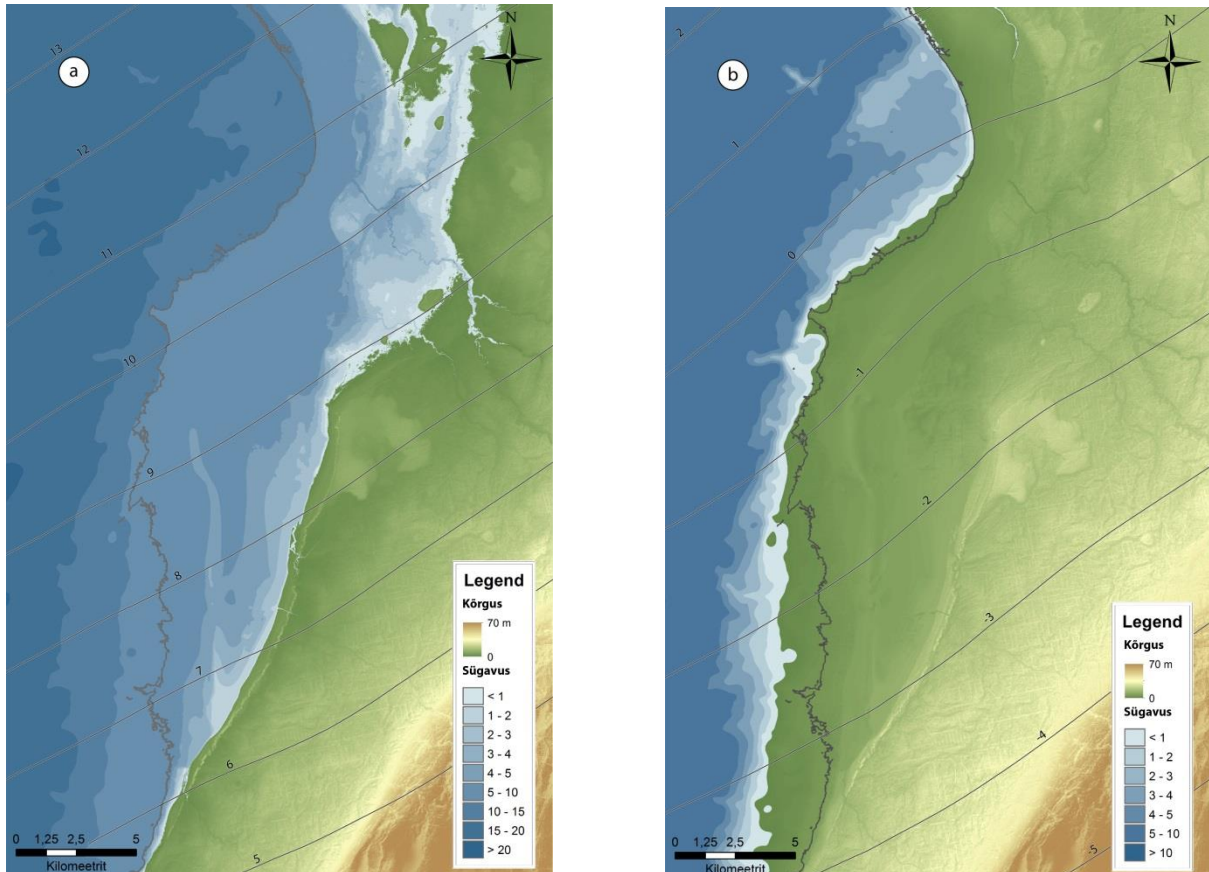 a
N
13
12
11
10
9
8
7
6
5
Legend
Kõrgus
70 m
0
Sügavus
< 1
1 - 2
2 - 3
3 - 4
4 - 5
5 - 10
10 - 15
15 - 20
> 20
0 1,25 2,5 5
Kilomeetrit
b
N
2
1
0
-1
-2
-3
-4
-5
Legend
Kõrgus
70 m
0
Sügavus
< 1
1 - 2
2 - 3
3 - 4
4 - 5
5 - 10
> 10
0 1,25 2,5 5
Kilomeetrit